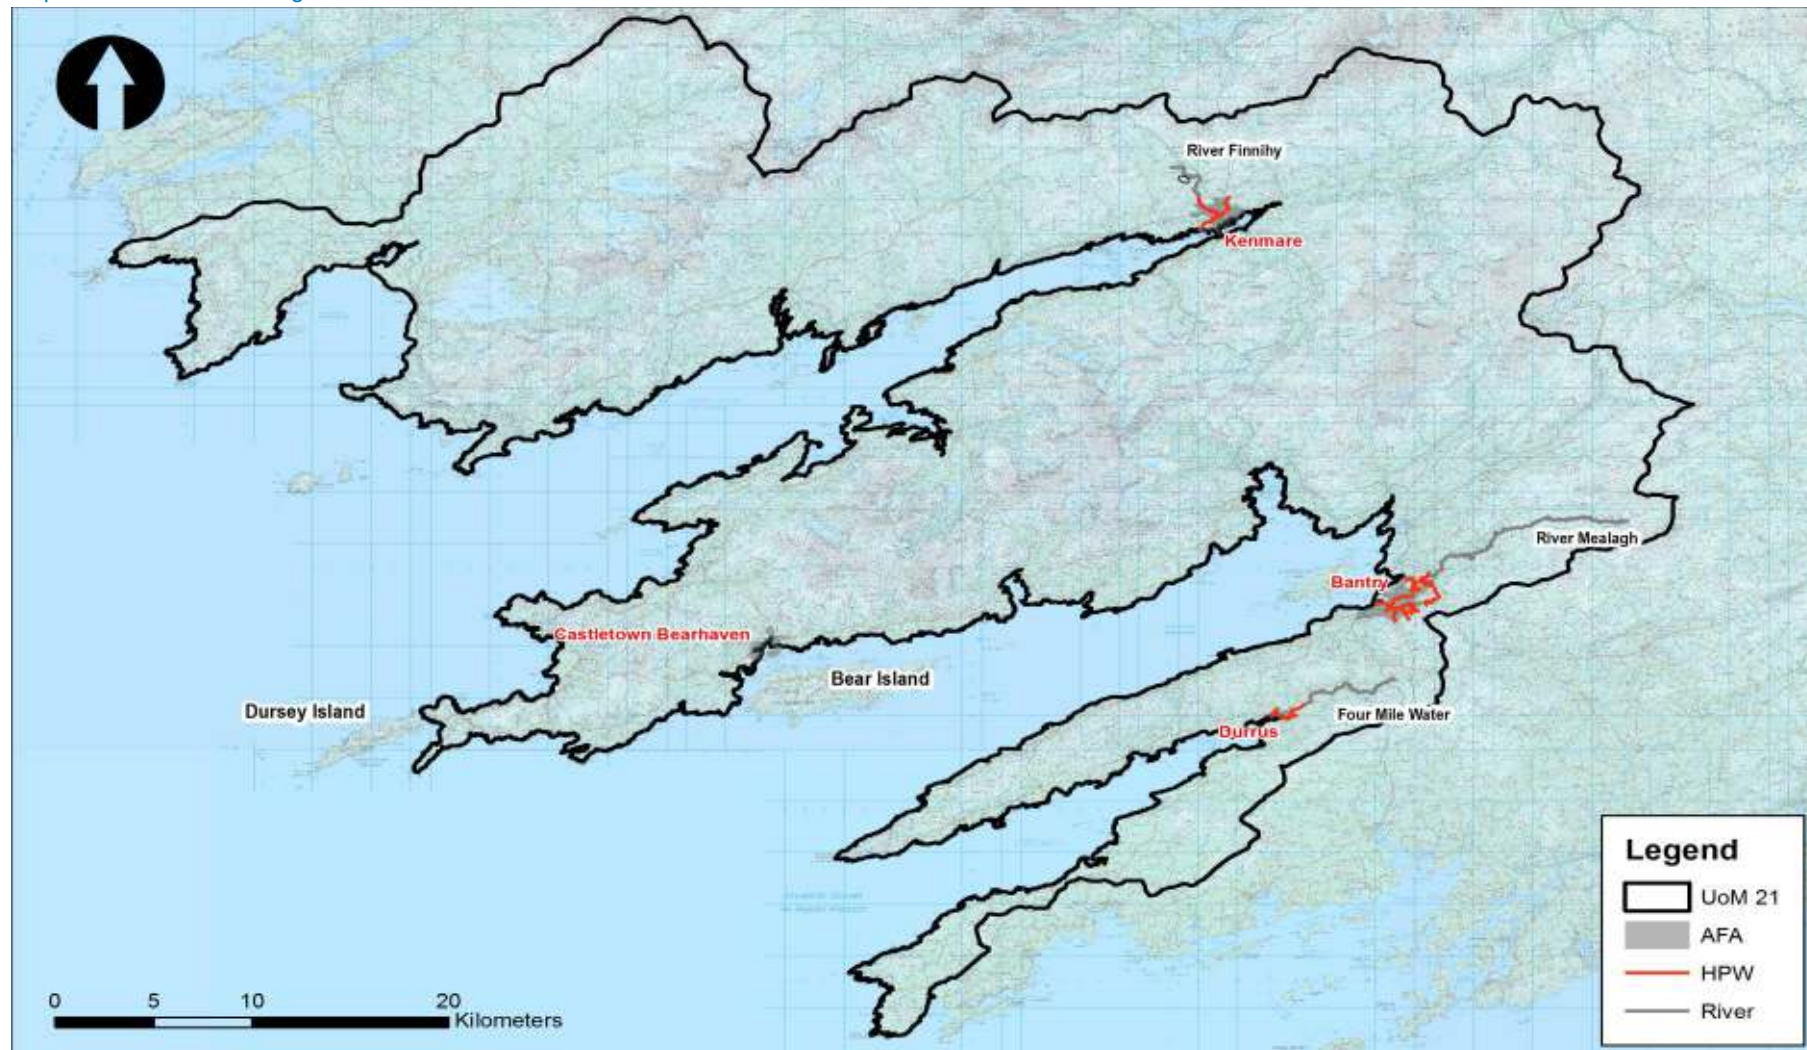 River Finnihy
Kenmare
River Mealagh
Bantry
Castletown Bearhaven
Bear Island
Dursey Island
Four Mile Water
Durrus
Legend
UoM 21
AFA
HPW
River
0 5 10 20
Kilometers